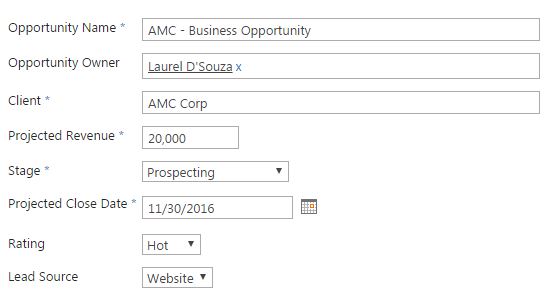 Opportunity Name * AMC - Business Opportunity
Opportunity Owner Laurel D'Souza x
Client * AMC Corp
Projected Revenue * 20,000
Stage * Prospecting
Projected Close Date * 11/30/2016
Rating Hot
Lead Source Website